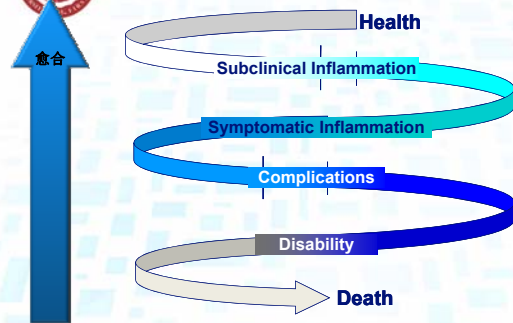 Health
愈合
Subclinical Inflammation
Symptomatic Inflammation
Complications
Disability
Death